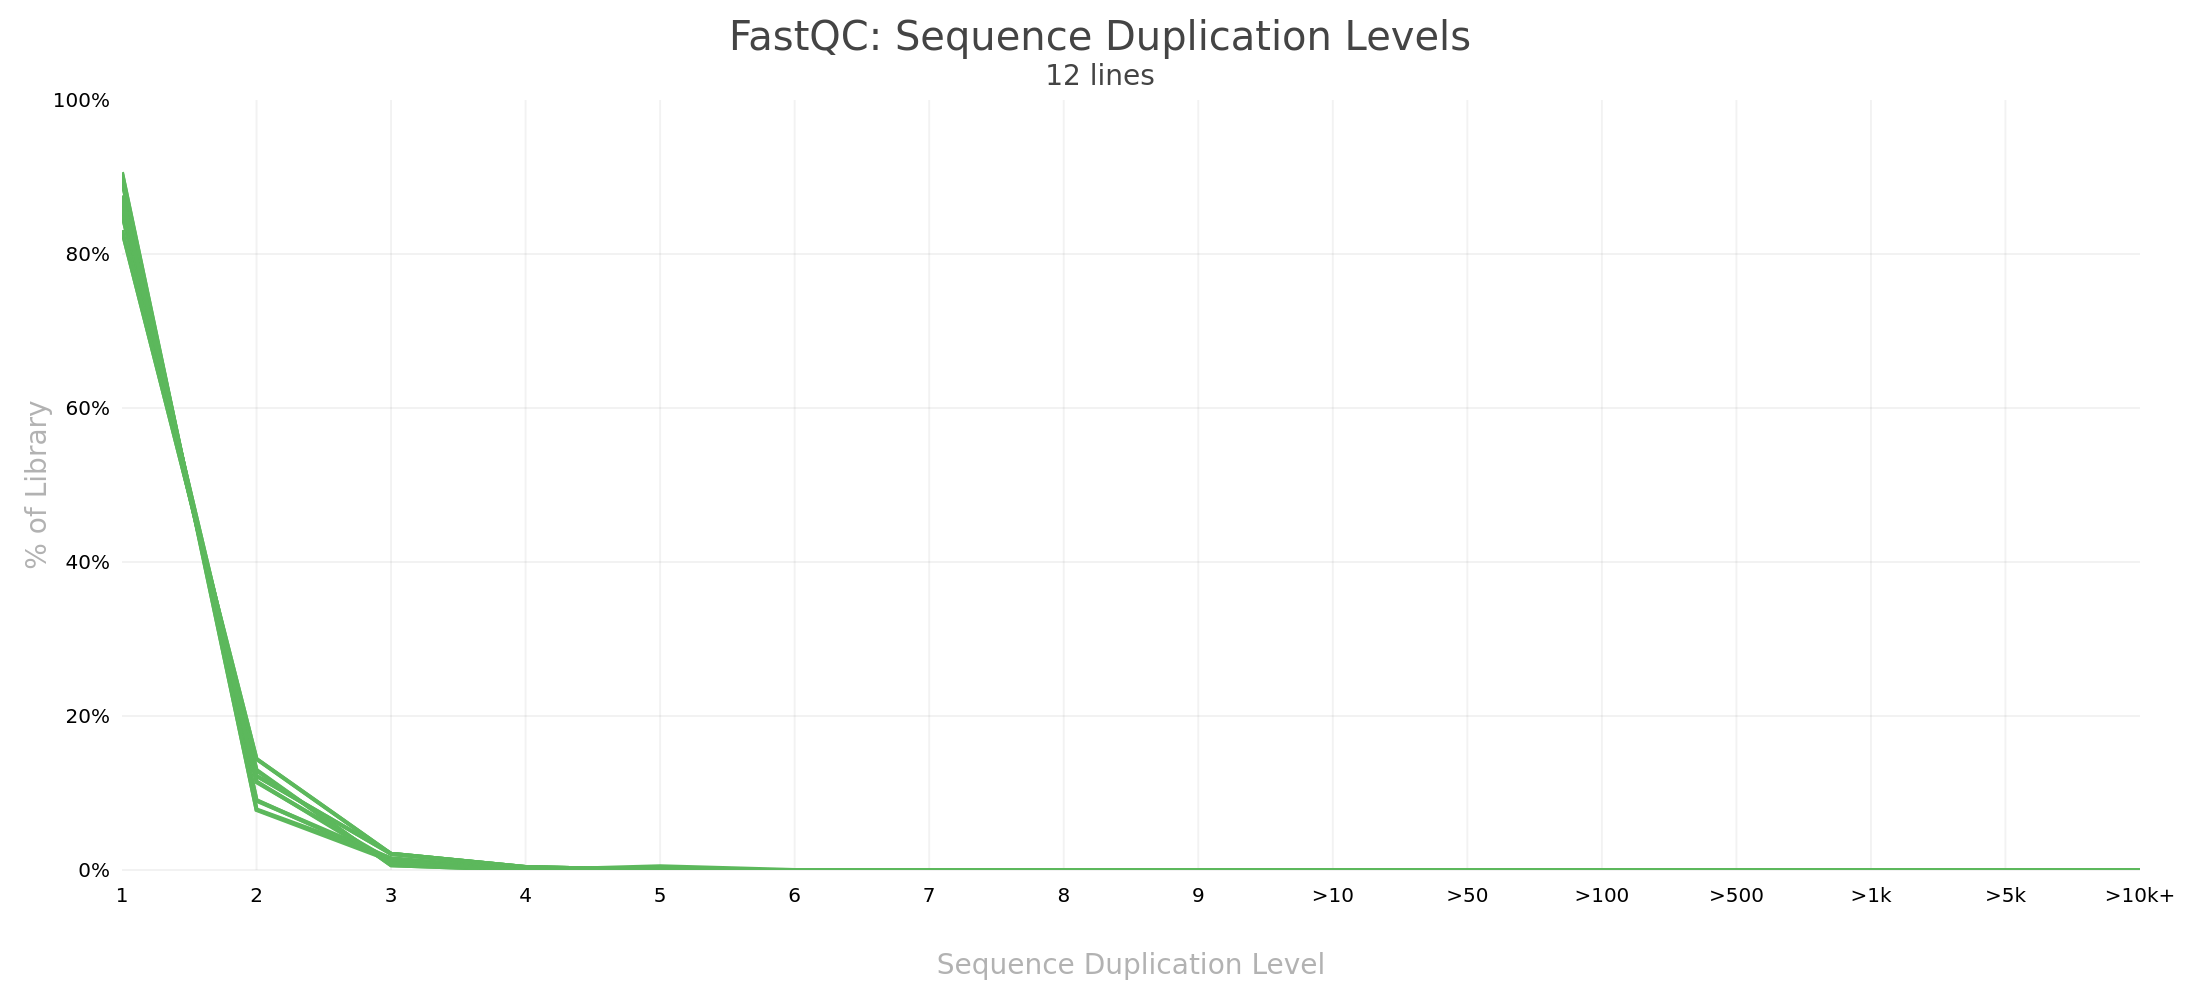 FastQC: Sequence Duplication Levels
12 lines
100%
80%
60%
40%
20%
0%
% of Library
1 2 3 4 5 6 7 8 9 >10 >50 >100 >500 >1k >5k >10k+
Sequence Duplication Level